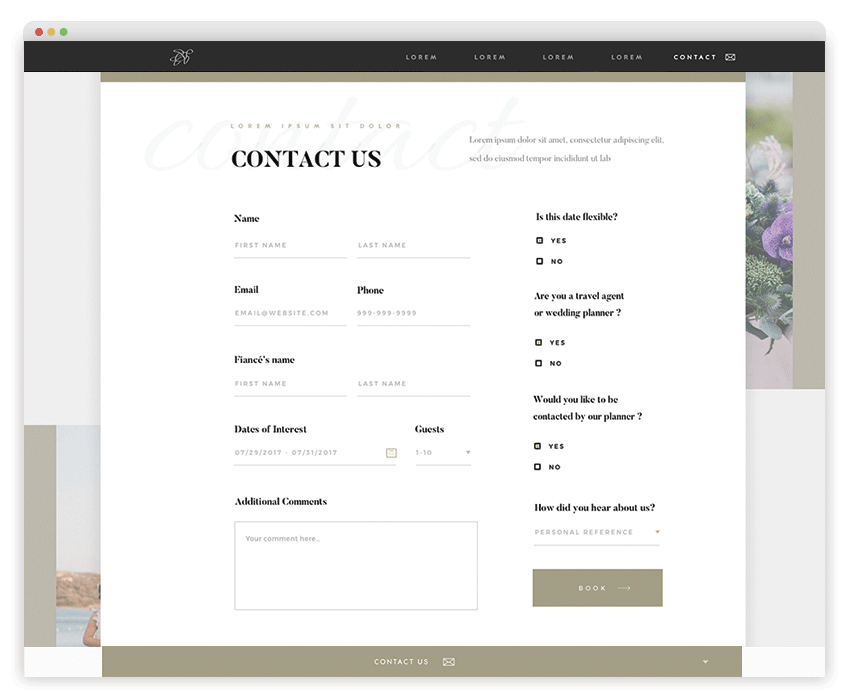 LOREM LOREM LOREM LOREM CONTACT
contact
LOREM IPSUM SIT DOLOR
CONTACT US
Lorem ipsum dolor sit amet, consectetur adipiscing elit,
sed do eiusmod tempor incididunt ut lab
Name
FIRST NAME LAST NAME
Email Phone
EMAIL@WEBSITE.COM 999-999-9999
Fiancé's name
FIRST NAME LAST NAME
Dates of Interest Guests
07/29/2017 - 07/31/2017 1-10
Additional Comments
Your comment here..
Is this date flexible?
YES
NO
Are you a travel agent
or wedding planner ?
YES
NO
Would you like to be
contacted by our planner ?
YES
NO
How did you hear about us?
PERSONAL REFERENCE
BOOK
CONTACT US